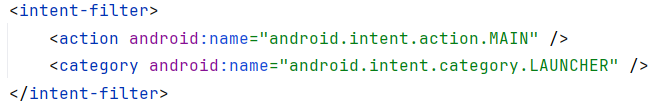 <intent-filter>
    <action android:name="android.intent.action.MAIN" />
    <category android:name="android.intent.category.LAUNCHER" />
</intent-filter>